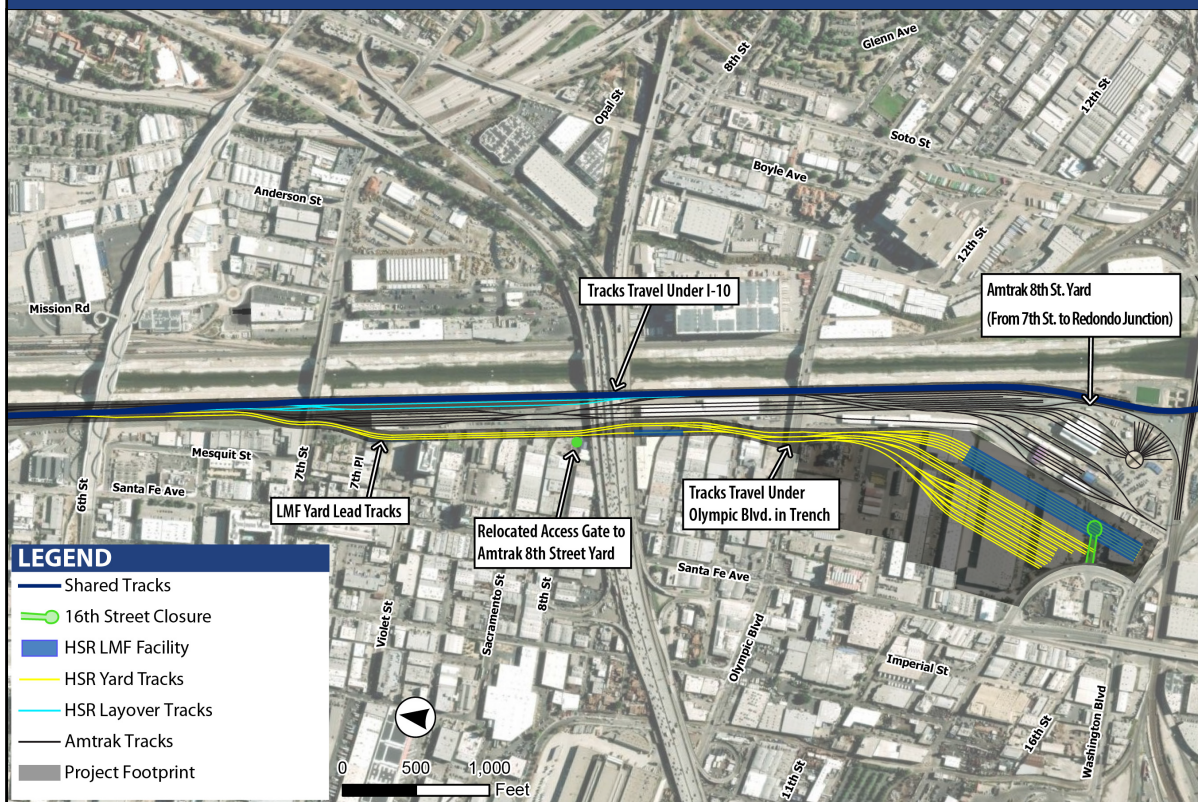 Glenn Ave
8th St
12th St
Opal St
Soto St
Boyle Ave
Anderson St
12th St
Mission Rd
Tracks Travel Under I-10
Amtrak 8th St. Yard
(From 7th St. to Redondo Junction)
Mesquit St
7th St
7th Pl
6th St
Santa Fe Ave
LMF Yard Lead Tracks
Relocated Access Gate to
Amtrak 8th Street Yard
Tracks Travel Under
Olympic Blvd. in Trench
Santa Fe Ave
Violet St
Sacramento St
8th St
Olympic Blvd
Imperial St
16th St
Washington Blvd
11th St
LEGEND
Shared Tracks
16th Street Closure
HSR LMF Facility
HSR Yard Tracks
HSR Layover Tracks
Amtrak Tracks
Project Footprint
0 500 1,000
Feet